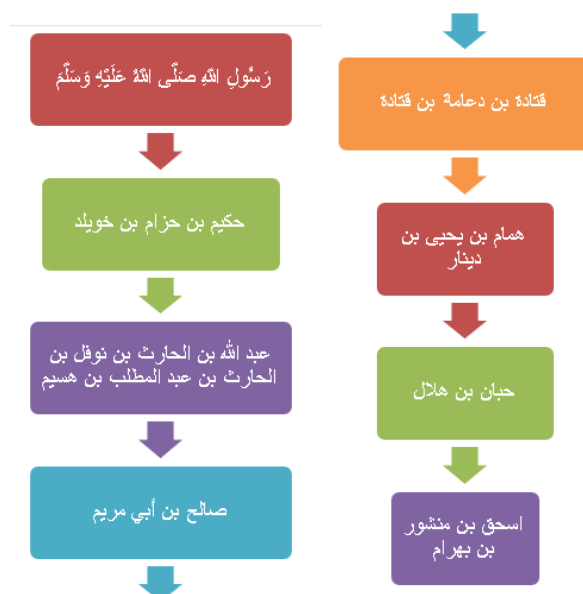 رَسُولِ اللهِ صَلَّى اللهُ عَلَيْهِ وَسَلَّمَ
حكيم بن حزام بن خويلد
عبد الله بن الحارث بن نوفل بن
الحارث بن عبد المطلب بن هسيم
صالح بن أبي مريم
قتادة بن دعامة بن قتادة
همام بن يحيى بن
دينار
حبان بن هلال
اسحق بن منشور
بن بهرام